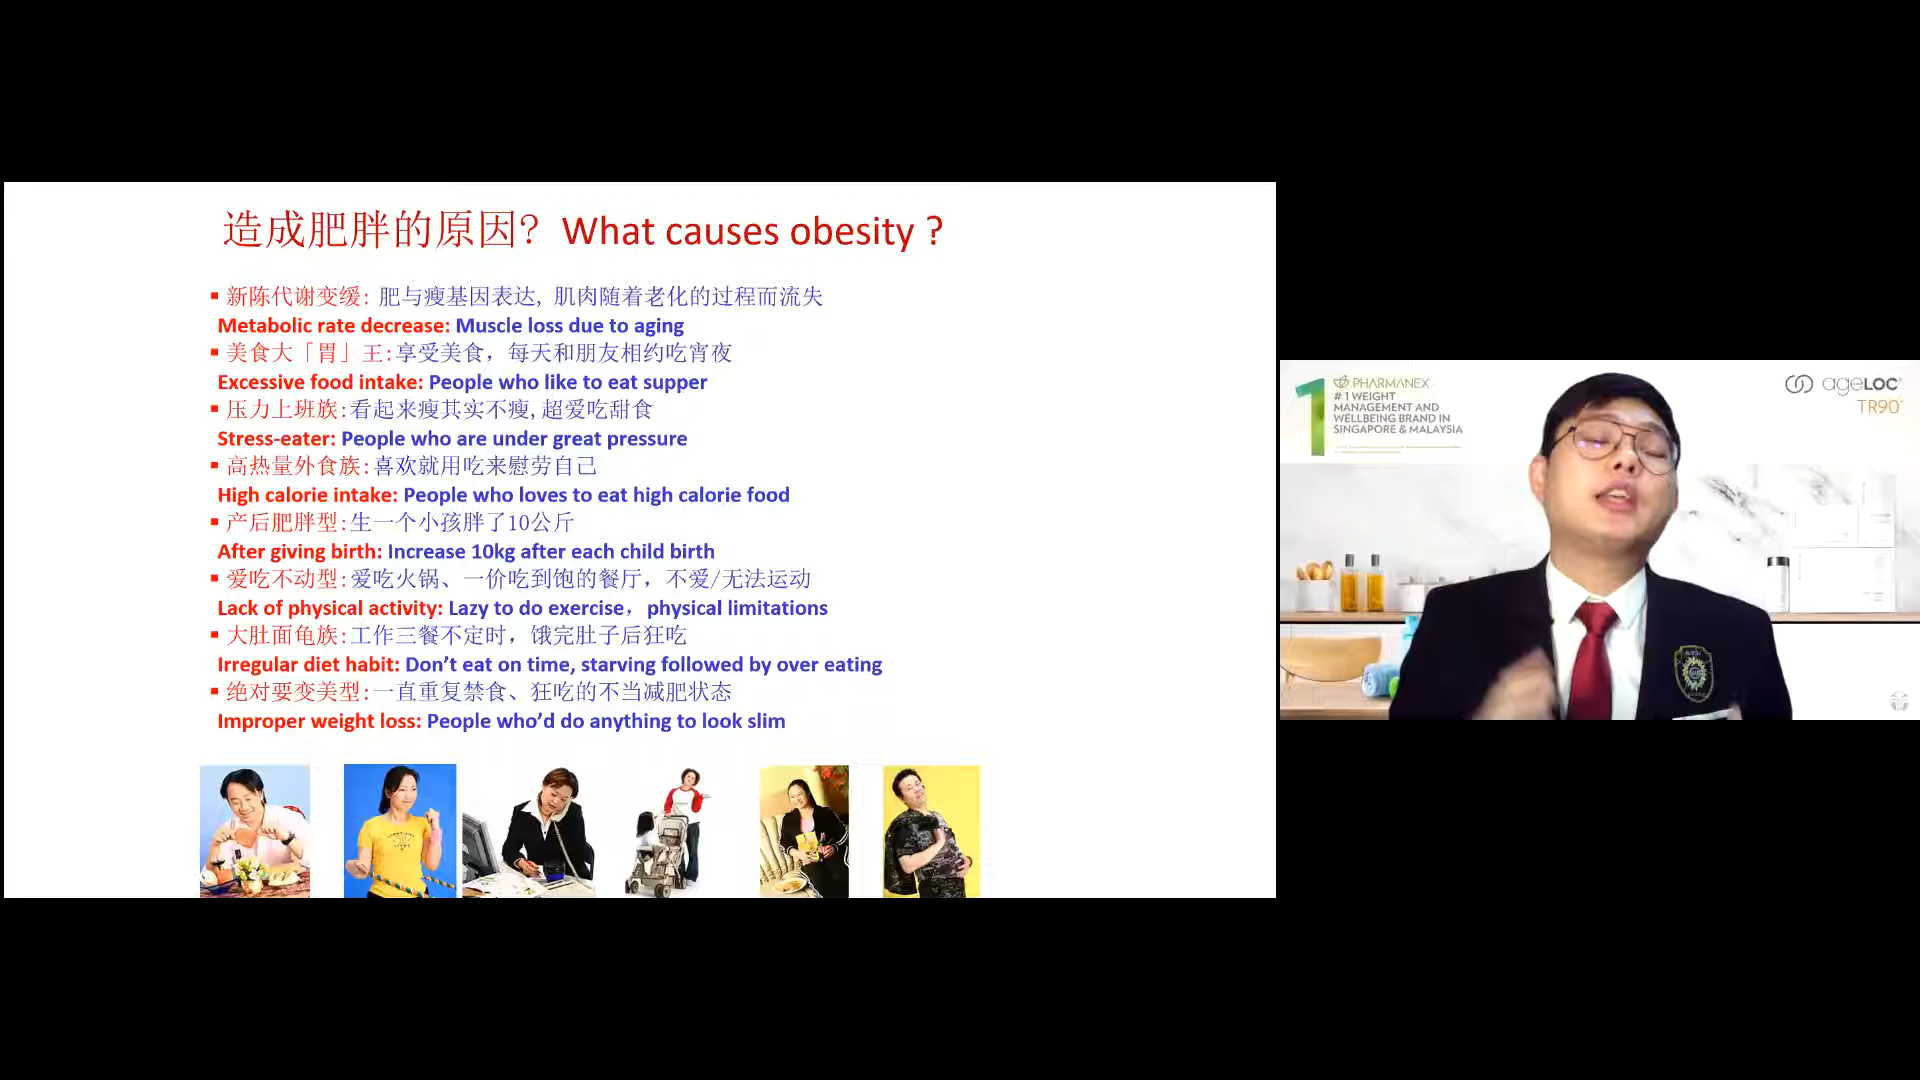 造成肥胖的原因? What causes obesity ?
▪ 新陈代谢变缓: 肥与瘦基因表达, 肌肉随着老化的过程而流失
Metabolic rate decrease: Muscle loss due to aging
▪ 美食大「胃」王:享受美食，每天和朋友相约吃宵夜
Excessive food intake: People who like to eat supper
▪ 压力上班族:看起来瘦其实不瘦,超爱吃甜食
Stress-eater: People who are under great pressure
▪ 高热量外食族:喜欢就用吃来慰劳自己
High calorie intake: People who loves to eat high calorie food
▪ 产后肥胖型:生一个小孩胖了10公斤
After giving birth: Increase 10kg after each child birth
▪ 爱吃不动型:爱吃火锅、一价吃到饱的餐厅，不爱/无法运动
Lack of physical activity: Lazy to do exercise，physical limitations
▪ 大肚面龟族:工作三餐不定时，饿完肚子后狂吃
Irregular diet habit: Don’t eat on time, starving followed by over eating
▪ 绝对要变美型:一直重复禁食、狂吃的不当减肥状态
Improper weight loss: People who’d do anything to look slim
1
PHARMANEX
#1 WEIGHT
MANAGEMENT AND
WELLBEING BRAND IN
SINGAPORE & MALAYSIA
ageLOC
TR90